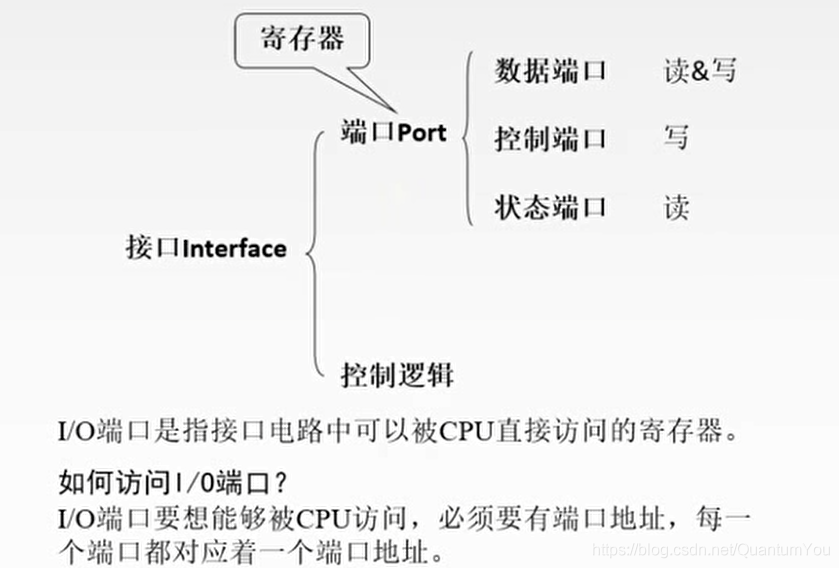 寄存器
端口Port
数据端口 读&写
控制端口 写
状态端口 读
接口Interface
控制逻辑
I/O端口是指接口电路中可以被CPU直接访问的寄存器。
如何访问I/O端口？
I/O端口要想能够被CPU访问，必须要有端口地址，每一
个端口都对应着一个端口地址。
https://blog.csdn.net/QuantumYou